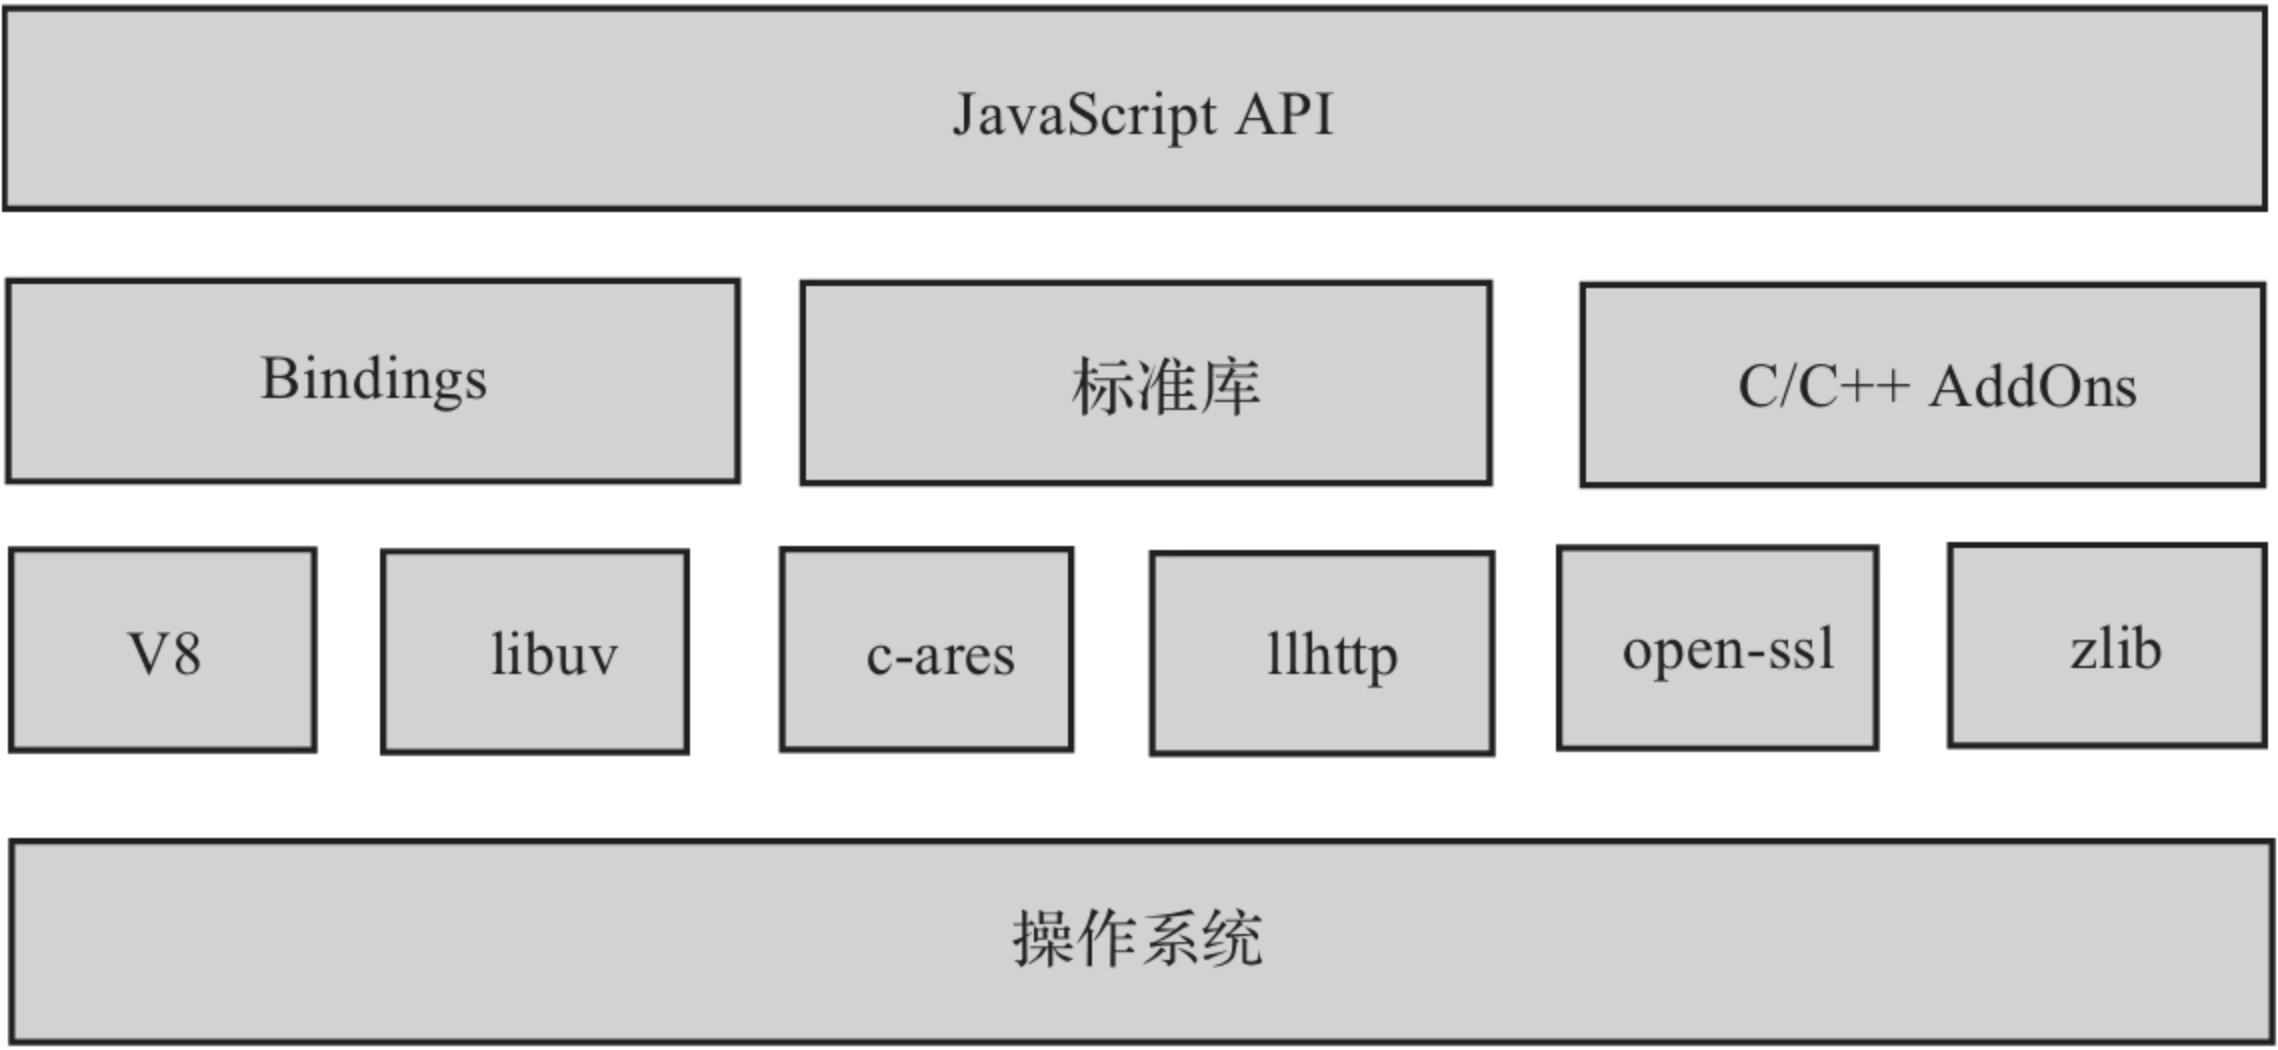 JavaScript API
Bindings
标准库
C/C++ AddOns
V8
libuv
c-ares
llhttp
open-ssl
zlib
操作系统